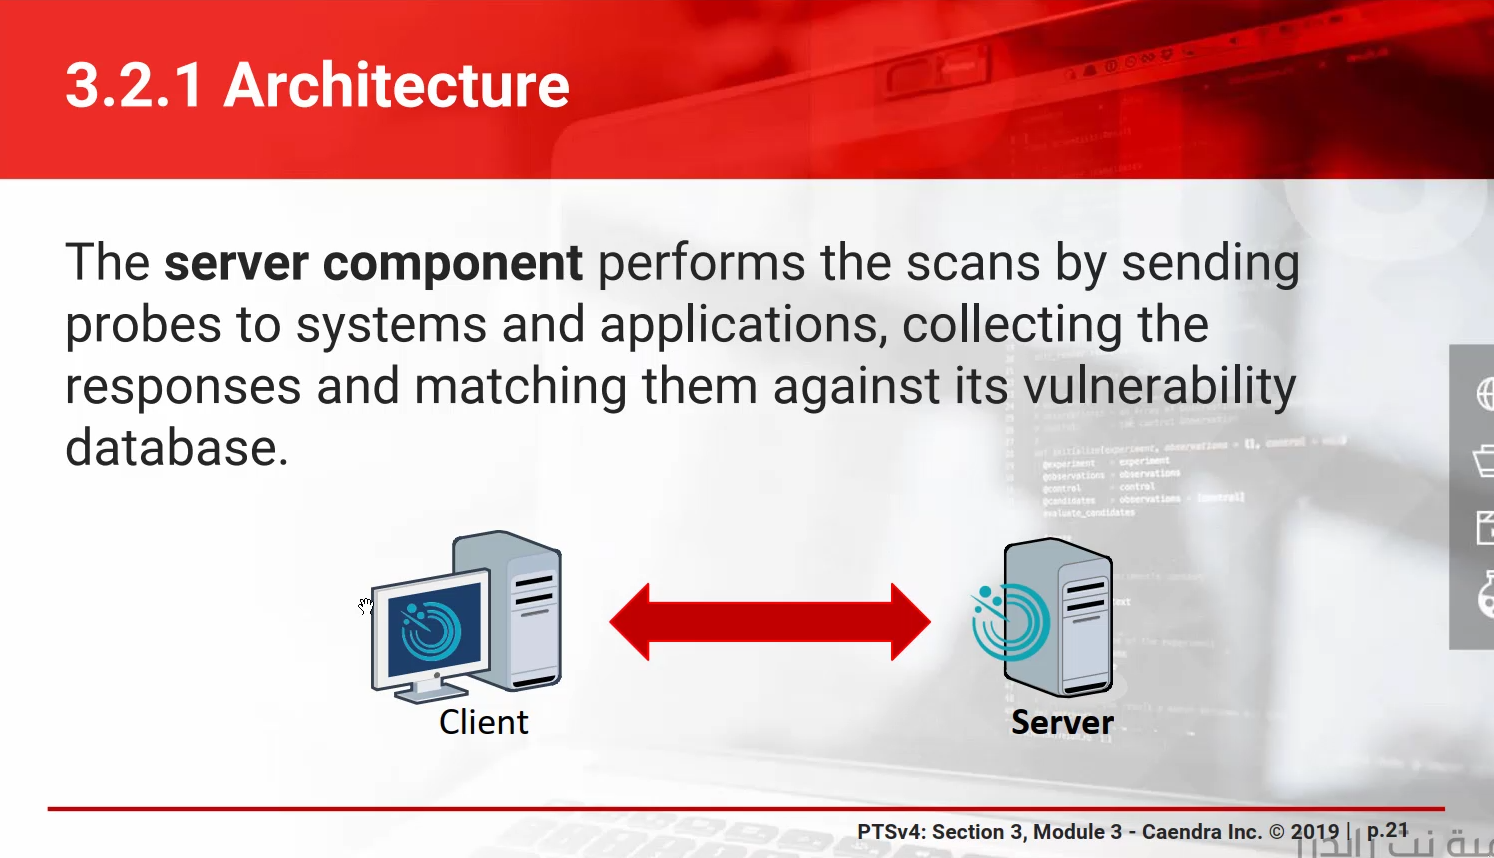 3.2.1 Architecture
The server component performs the scans by sending
probes to systems and applications, collecting the
responses and matching them against its vulnerability
database.
Client
Server
PTSv4: Section 3, Module 3 - Caendra Inc. © 2019 | p.21